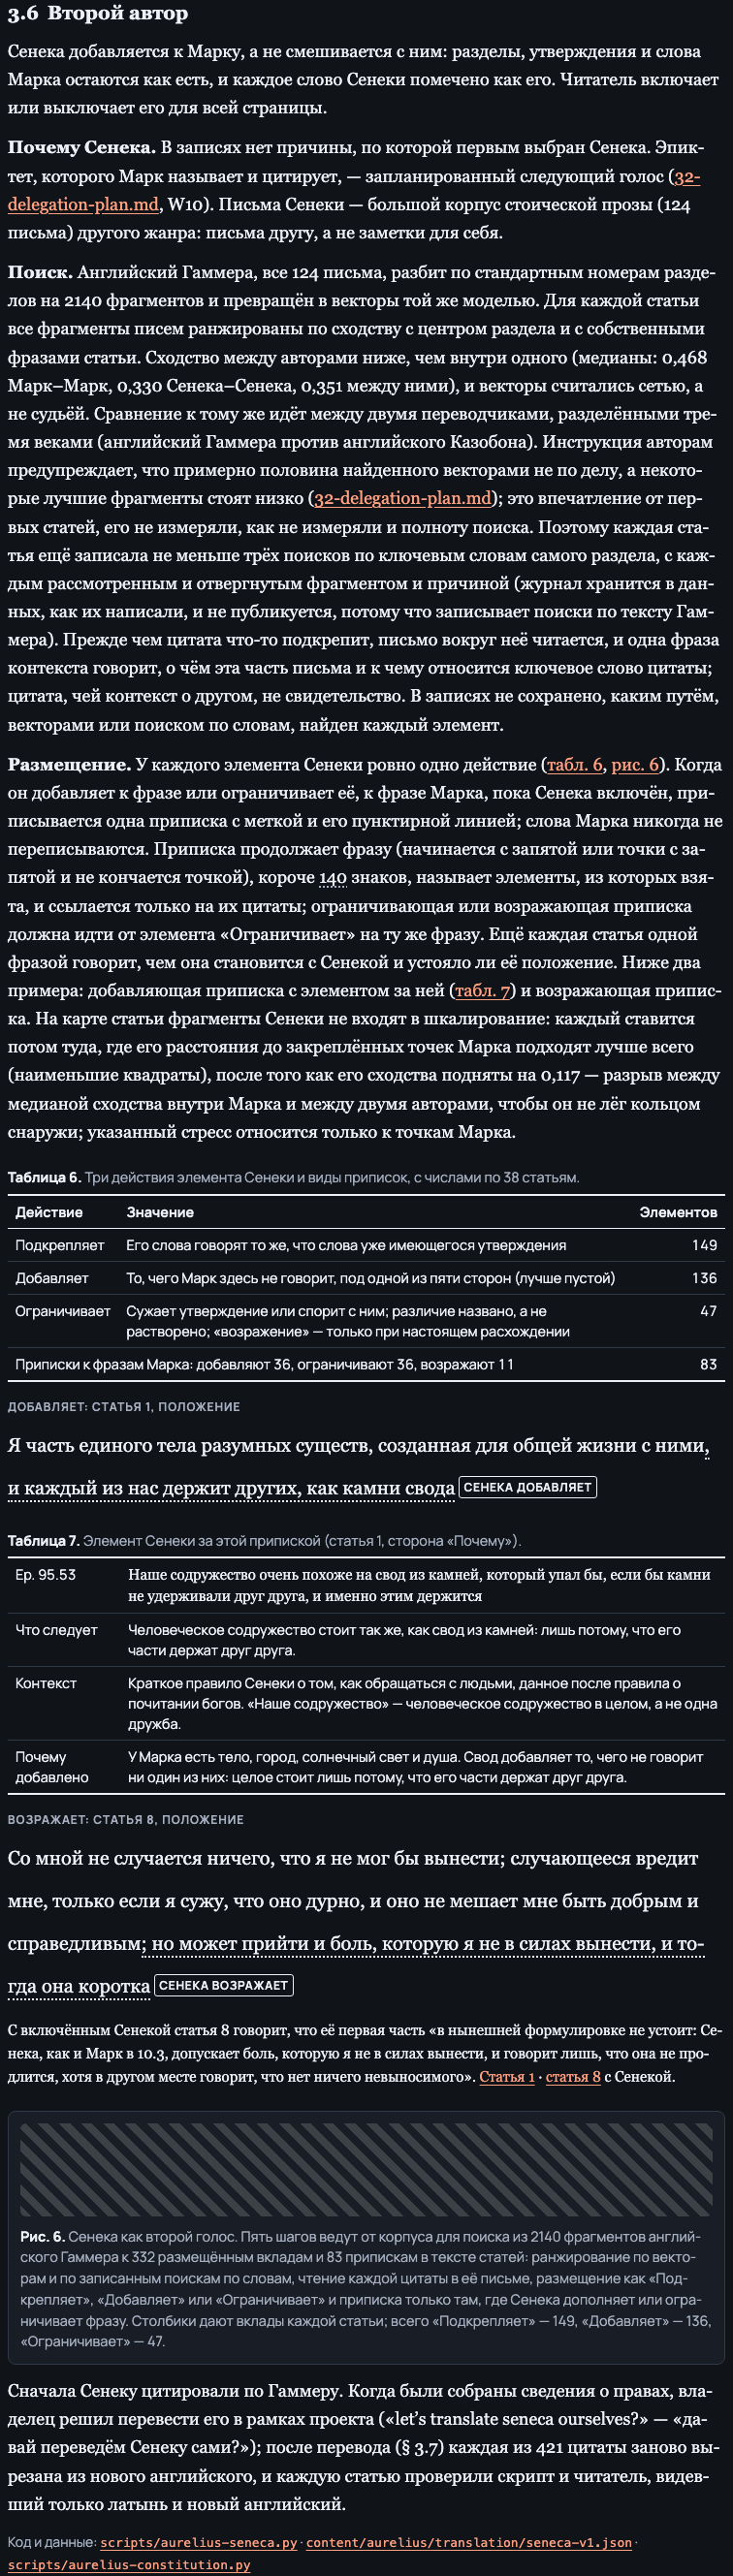 3.6 Второй автор
Сенека добавляется к Марку, а не смешивается с ним: разделы, утверждения и слова
Марка остаются как есть, и каждое слово Сенеки помечено как его. Читатель включает
или выключает его для всей страницы.
Почему Сенека. В записях нет причины, по которой первым выбран Сенека. Эпик-
тет, которого Марк называет и цитирует, — запланированный следующий голос (32-
delegation-plan.md, W10). Письма Сенеки — большой корпус стоической прозы (124
письма) другого жанра: письма другу, а не заметки для себя.
Поиск. Английский Гаммера, все 124 письма, разбит по стандартным номерам разде-
лов на 2140 фрагментов и превращён в векторы той же моделью. Для каждой статьи
все фрагменты писем ранжированы по сходству с центром раздела и с собственными
фразами статьи. Сходство между авторами ниже, чем внутри одного (медианы: 0,468
Марк–Марк, 0,330 Сенека–Сенека, 0,351 между ними), и векторы считались сетью, а
не судьёй. Сравнение к тому же идёт между двумя переводчиками, разделёнными тре-
мя веками (английский Гаммера против английского Казобона). Инструкция авторам
предупреждает, что примерно половина найденного векторами не по делу, а некото-
рые лучшие фрагменты стоят низко (32-delegation-plan.md); это впечатление от пер-
вых статей, его не измеряли, как не измеряли и полноту поиска. Поэтому каждая ста-
тья ещё записала не меньше трёх поисков по ключевым словам самого раздела, с каж-
дым рассмотренным и отвергнутым фрагментом и причиной (журнал хранится в дан-
ных, как их написали, и не публикуется, потому что записывает поиски по тексту Гам-
мера). Прежде чем цитата что-то подкрепит, письмо вокруг неё читается, и одна фраза
контекста говорит, о чём эта часть письма и к чему относится ключевое слово цитаты;
цитата, чей контекст о другом, не свидетельство. В записях не сохранено, каким путём,
векторами или поиском по словам, найден каждый элемент.
Размещение. У каждого элемента Сенеки ровно одно действие (табл. 6, рис. 6). Когда
он добавляет к фразе или ограничивает её, к фразе Марка, пока Сенека включён, при-
писывается одна приписка с меткой и его пунктирной линией; слова Марка никогда не
переписываются. Приписка продолжает фразу (начинается с запятой или точки с за-
пятой и не кончается точкой), короче 140 знаков, называет элементы, из которых взя-
та, и ссылается только на их цитаты; ограничивающая или возражающая приписка
должна идти от элемента «Ограничивает» на ту же фразу. Ещё каждая статья одной
фразой говорит, чем она становится с Сенекой и устояло ли её положение. Ниже два
примера: добавляющая приписка с элементом за ней (табл. 7) и возражающая припис-
ка. На карте статьи фрагменты Сенеки не входят в шкалирование: каждый ставится
потом туда, где его расстояния до закреплённых точек Марка подходят лучше всего
(наименьшие квадраты), после того как его сходства подняты на 0,117 — разрыв между
медианой сходства внутри Марка и между двумя авторами, чтобы он не лёг кольцом
снаружи; указанный стресс относится только к точкам Марка.
Таблица 6. Три действия элемента Сенеки и виды приписок, с числами по 38 статьям.
Действие Значение Элементов
Подкрепляет Его слова говорят то же, что слова уже имеющегося утверждения 149
Добавляет То, чего Марк здесь не говорит, под одной из пяти сторон (лучше пустой) 136
Ограничивает Сужает утверждение или спорит с ним; различие названо, а не 47
растворено; «возражение» — только при настоящем расхождении
Приписки к фразам Марка: добавляют 36, ограничивают 36, возражают 11 83
ДОБАВЛЯЕТ: СТАТЬЯ 1, ПОЛОЖЕНИЕ
Я часть единого тела разумных существ, созданная для общей жизни с ними,
и каждый из нас держит других, как камни свода СЕНЕКА ДОБАВЛЯЕТ
Таблица 7. Элемент Сенеки за этой припиской (статья 1, сторона «Почему»).
Ep. 95.53 Наше содружество очень похоже на свод из камней, который упал бы, если бы камни
не удерживали друг друга, и именно этим держится
Что следует Человеческое содружество стоит так же, как свод из камней: лишь потому, что его
части держат друг друга.
Контекст Краткое правило Сенеки о том, как обращаться с людьми, данное после правила о
почитании богов. «Наше содружество» — человеческое содружество в целом, а не одна
дружба.
Почему У Марка есть тело, город, солнечный свет и душа. Свод добавляет то, чего не говорит
добавлено ни один из них: целое стоит лишь потому, что его части держат друг друга.
ВОЗРАЖАЕТ: СТАТЬЯ 8, ПОЛОЖЕНИЕ
Со мной не случается ничего, что я не мог бы вынести; случающееся вредит
мне, только если я сужу, что оно дурно, и оно не мешает мне быть добрым и
справедливым; но может прийти и боль, которую я не в силах вынести, и то-
гда она коротка СЕНЕКА ВОЗРАЖАЕТ
С включённым Сенекой статья 8 говорит, что её первая часть «в нынешней формулировке не устоит: Се-
нека, как и Марк в 10.3, допускает боль, которую я не в силах вынести, и говорит лишь, что она не про-
длится, хотя в другом месте говорит, что нет ничего невыносимого». Статья 1 · статья 8 с Сенекой.
Рис. 6. Сенека как второй голос. Пять шагов ведут от корпуса для поиска из 2140 фрагментов англий-
ского Гаммера к 332 размещённым вкладам и 83 припискам в тексте статей: ранжирование по векто-
рам и по записанным поискам по словам, чтение каждой цитаты в её письме, размещение как «Под-
крепляет», «Добавляет» или «Ограничивает» и приписка только там, где Сенека дополняет или огра-
ничивает фразу. Столбики дают вклады каждой статьи; всего «Подкрепляет» — 149, «Добавляет» — 136,
«Ограничивает» — 47.
Сначала Сенеку цитировали по Гаммеру. Когда были собраны сведения о правах, вла-
делец решил перевести его в рамках проекта («let’s translate seneca ourselves?» — «да-
вай переведём Сенеку сами?»); после перевода (§ 3.7) каждая из 421 цитаты заново вы-
резана из нового английского, и каждую статью проверили скрипт и читатель, видев-
ший только латынь и новый английский.
Код и данные: scripts/aurelius-seneca.py · content/aurelius/translation/seneca-v1.json ·
scripts/aurelius-constitution.py